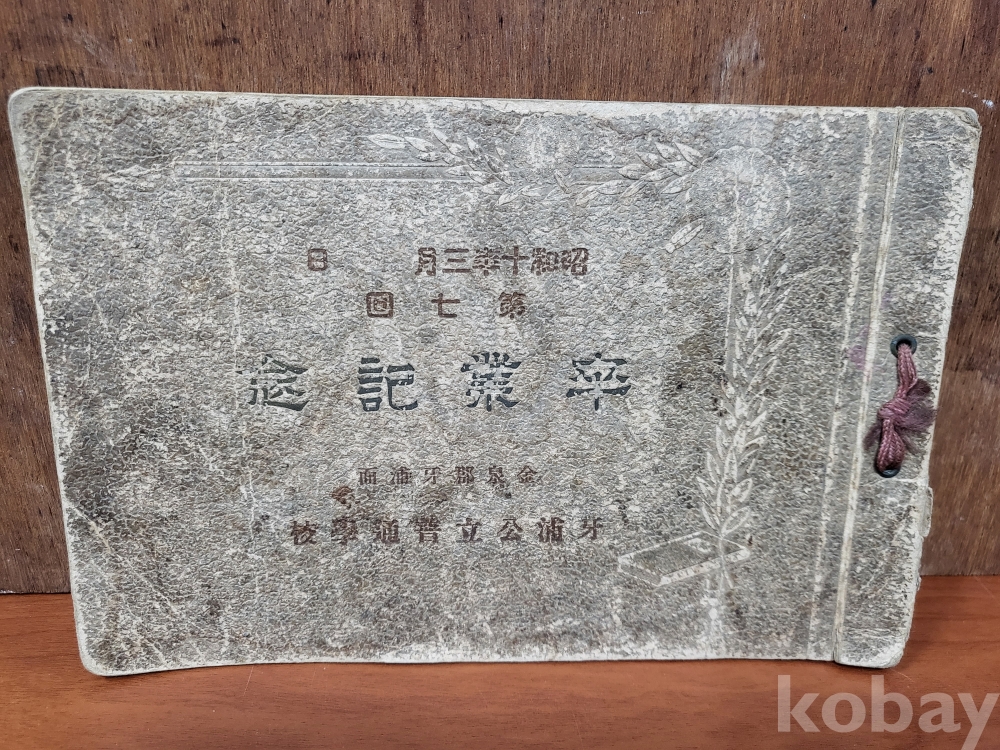 昭和十年三月 日
第七回
卒業記念
金泉郡牙浦面
牙浦公立普通學校
kobay